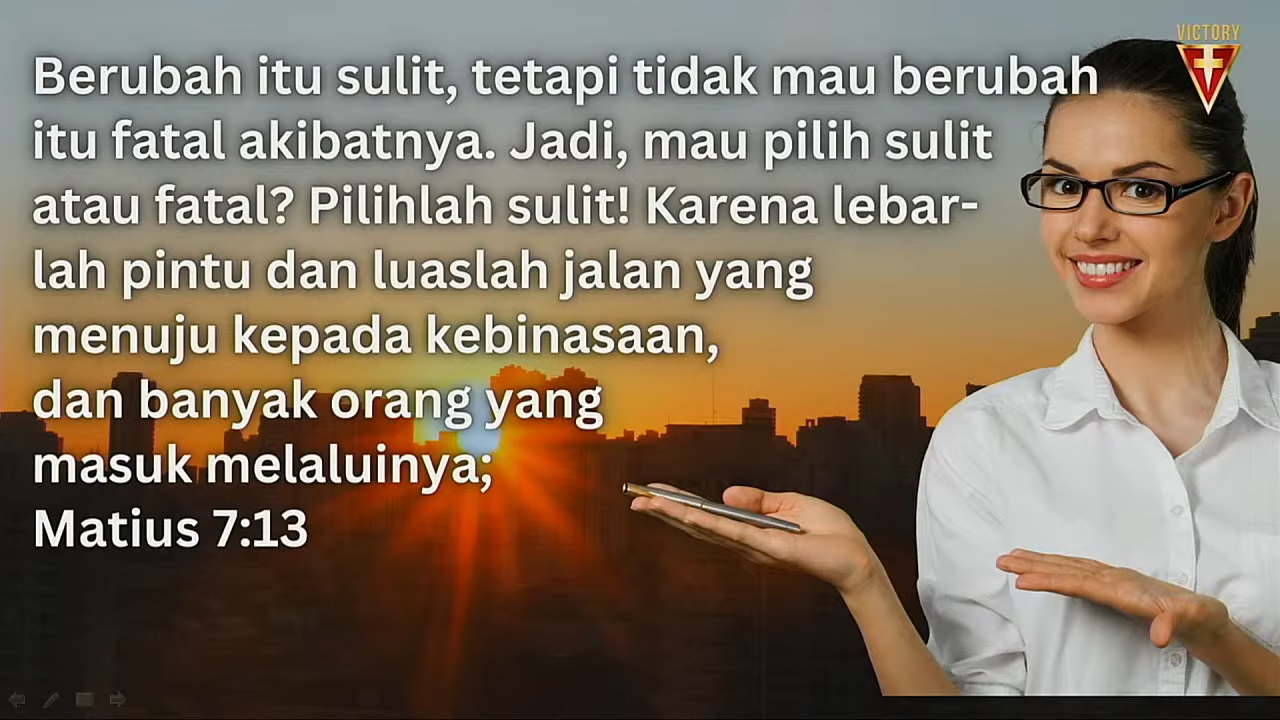 VICTORY
Berubah itu sulit, tetapi tidak mau berubah
itu fatal akibatnya. Jadi, mau pilih sulit
atau fatal? Pilihlah sulit! Karena lebar-
lah pintu dan luaslah jalan yang
menuju kepada kebinasaan,
dan banyak orang yang
masuk melaluinya;
Matius 7:13